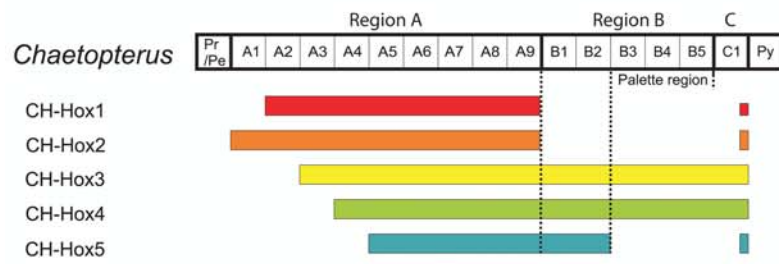 Region A Region B C
Chaetopterus Pr/Pe A1 A2 A3 A4 A5 A6 A7 A8 A9 B1 B2 B3 B4 B5 C1 Py
Palette region
CH-Hox1
CH-Hox2
CH-Hox3
CH-Hox4
CH-Hox5